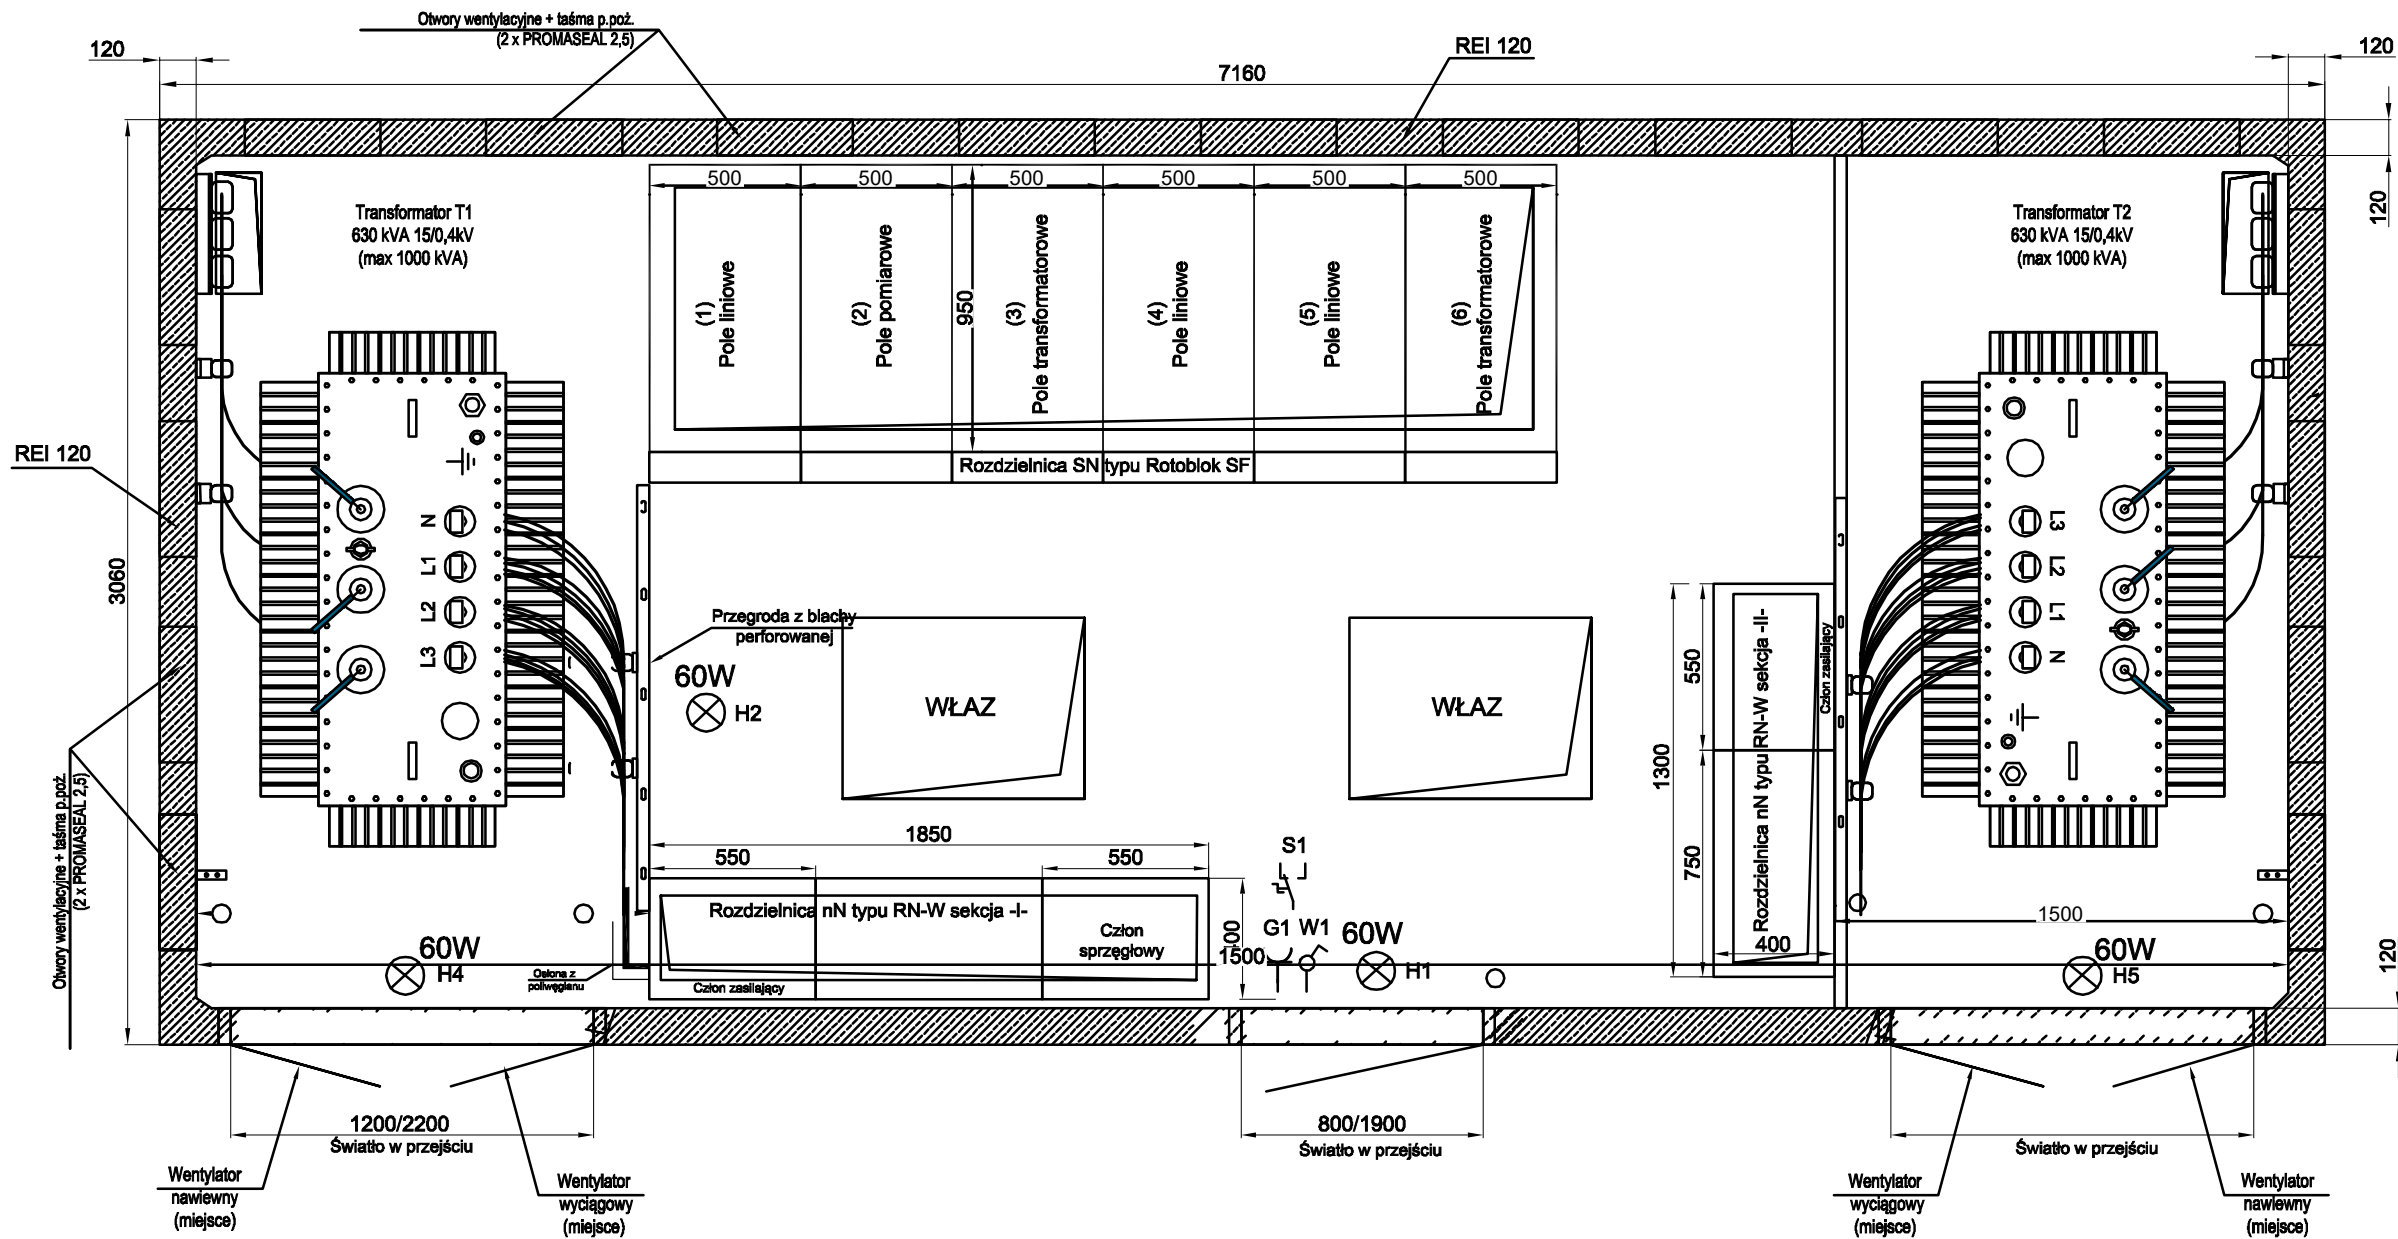 Otwory wentylacyjne + taśma p.poż.
(2 x PROMASEAL 2,5)
120
REI 120
120
7160
120
500
500
500
500
500
500
Transformator T1
630 kVA 15/0,4kV
(max 1000 kVA)
Transformator T2
630 kVA 15/0,4kV
(max 1000 kVA)
(1)
Pole liniowe
(2)
Pole pomiarowe
950
(3)
Pole transformatorowe
(4)
Pole liniowe
(5)
Pole liniowe
(6)
Pole transformatorowe
Rozdzielnica SN typu Rotoblok SF
REI 120
3060
N
L1
L2
L3
L3
L2
L1
N
Przegroda z blachy
perforowanej
60W
H2
WŁAZ
WŁAZ
1300
550
750
Rozdzielnica nN typu RN-W sekcja -II-
Człon zasilający
400
1500
Otwory wentylacyjne + taśma p.poż.
(2 x PROMASEAL 2,5)
1850
550
550
Rozdzielnica nN typu RN-W sekcja -I-
Człon
sprzęgłowy
Człon zasilający
Osłona z
poliwęglanu
S1
G1
W1
1500
60W
H4
60W
H1
60W
H5
120
1200/2200
Światło w przejściu
800/1900
Światło w przejściu
Światło w przejściu
Wentylator
nawiewny
(miejsce)
Wentylator
wyciągowy
(miejsce)
Wentylator
wyciągowy
(miejsce)
Wentylator
nawiewny
(miejsce)